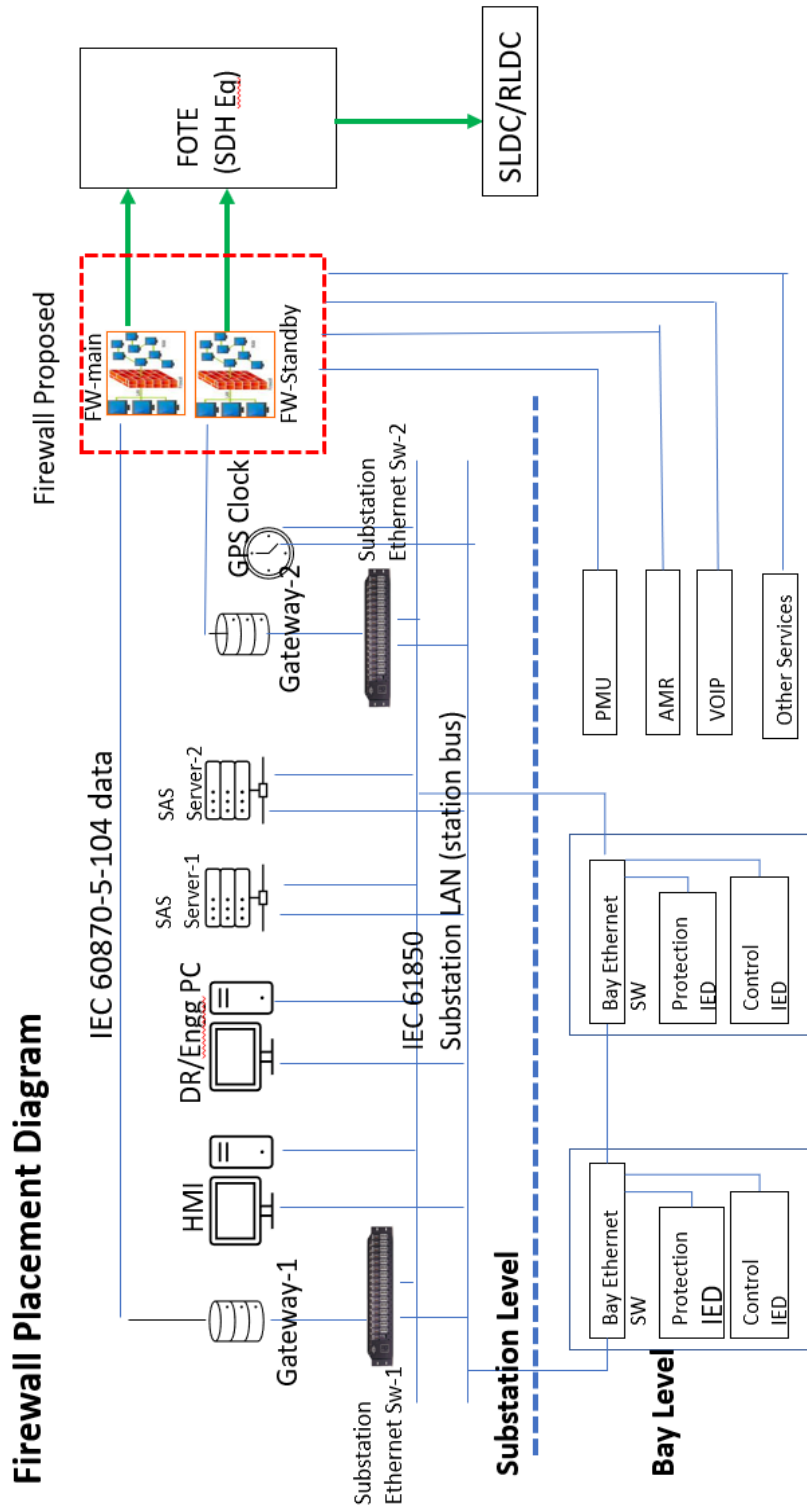 Firewall Placement Diagram
Firewall Proposed
IEC 60870-5-104 data
FW-main
FW-Standby
FOTE
(SDH Eq)
SLDC/RLDC
Gateway-1
HMI
DR/Engg PC
SAS
Server-1
SAS
Server-2
Gateway-2
GPS Clock
Substation
Ethernet Sw-1
Substation
Ethernet Sw-2
IEC 61850
Substation LAN (station bus)
Substation Level
Bay Level
Bay Ethernet
SW
Protection
IED
Control
IED
Bay Ethernet
SW
Protection
IED
Control
IED
PMU
AMR
VOIP
Other Services